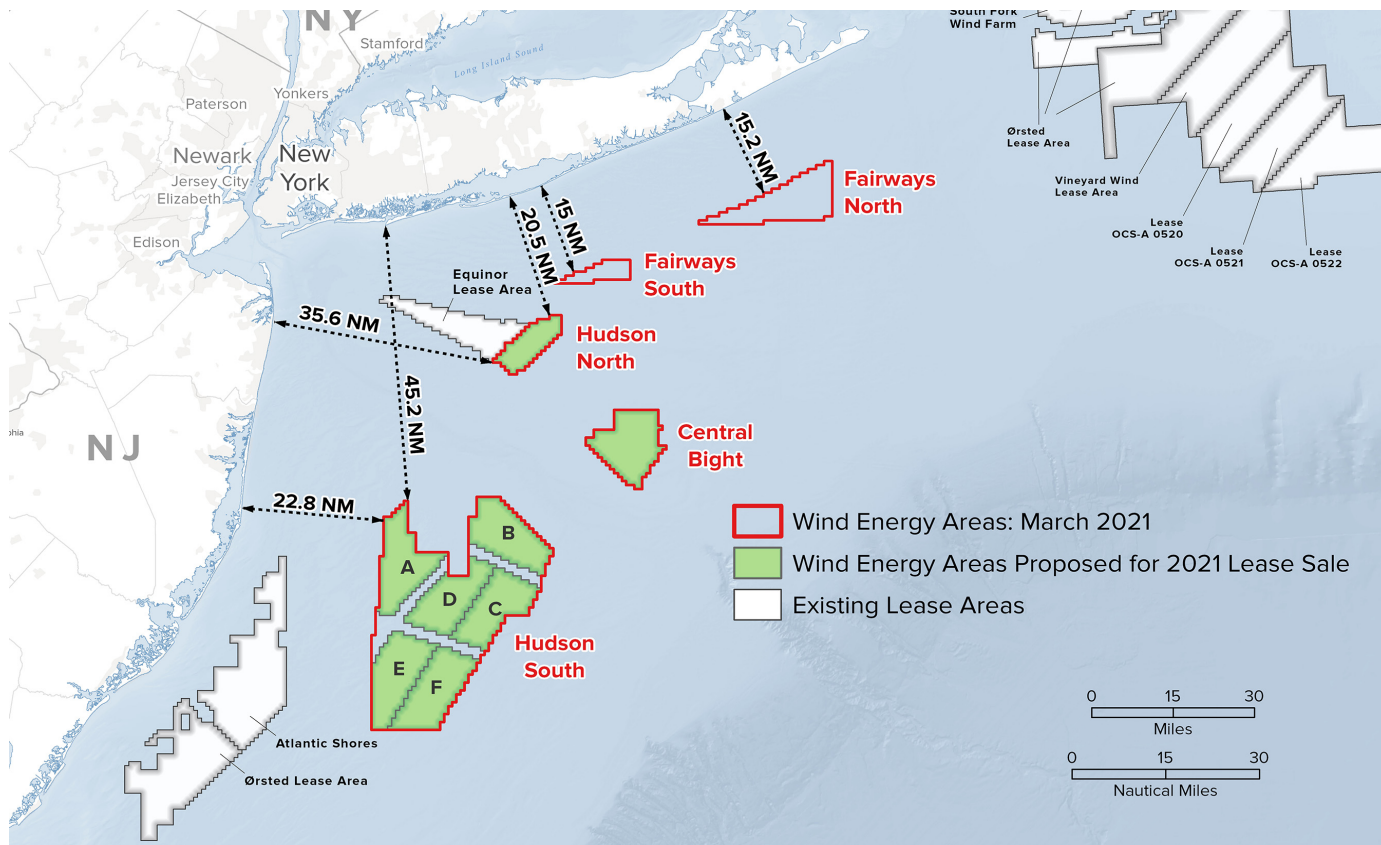 NY
Stamford
Long Island Sound
Yonkers
Paterson
Newark
New
York
Jersey City
Elizabeth
Edison
South Fork
Wind Farm
Ørsted
Lease Area
Vineyard Wind
Lease Area
Lease
OCS-A 0520
Lease
OCS-A 0521
Lease
OCS-A 0522
15.2 NM
Fairways
North
15 NM
20.5 NM
Fairways
South
Equinor
Lease Area
35.6 NM
Hudson
North
45.2 NM
phia
NJ
Central
Bight
22.8 NM
A
B
C
D
E
F
Hudson
South
Atlantic Shores
Ørsted Lease Area
Wind Energy Areas: March 2021
Wind Energy Areas Proposed for 2021 Lease Sale
Existing Lease Areas
0 15 30
Miles
0 15 30
Nautical Miles